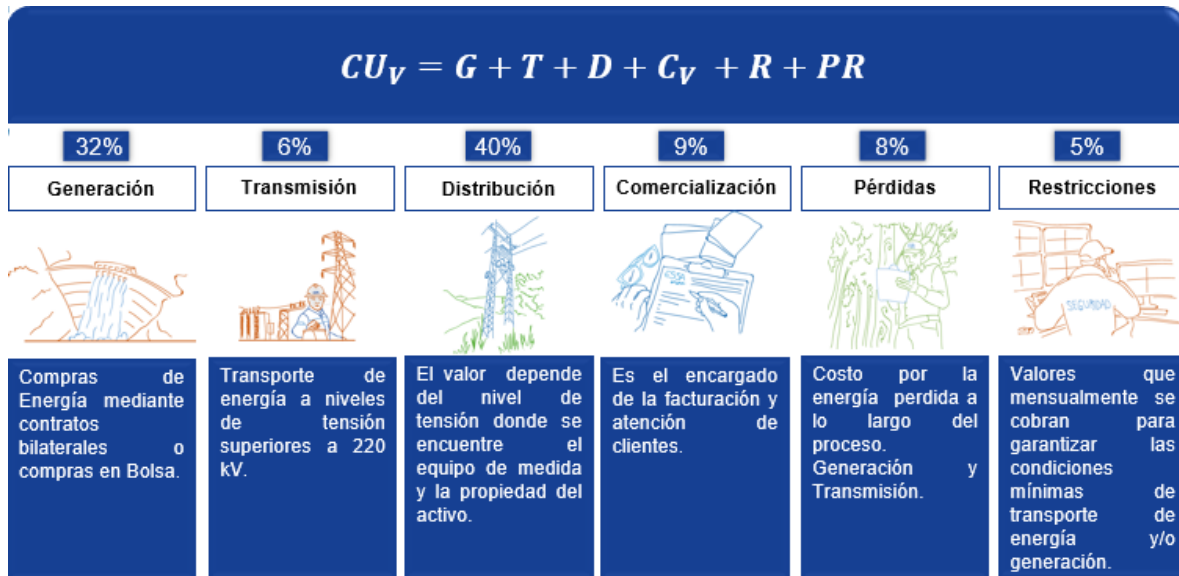 CU_V = G + T + D + C_V + R + PR
32%
Generación
Compras de
Energía mediante
contratos
bilaterales o
compras en Bolsa.
6%
Transmisión
Transporte de
energía a niveles
de tensión
superiores a 220
kV.
40%
Distribución
El valor depende
del nivel de
tensión donde se
encuentre el
equipo de medida
y la propiedad del
activo.
9%
Comercialización
Es el encargado
de la facturación y
atención de
clientes.
8%
Pérdidas
Costo por la
energía perdida a
lo largo del
proceso.
Generación y
Transmisión.
5%
Restricciones
SEGURIDAD
Valores que
mensualmente se
cobran para
garantizar las
condiciones
mínimas de
transporte de
energía y/o
generación.